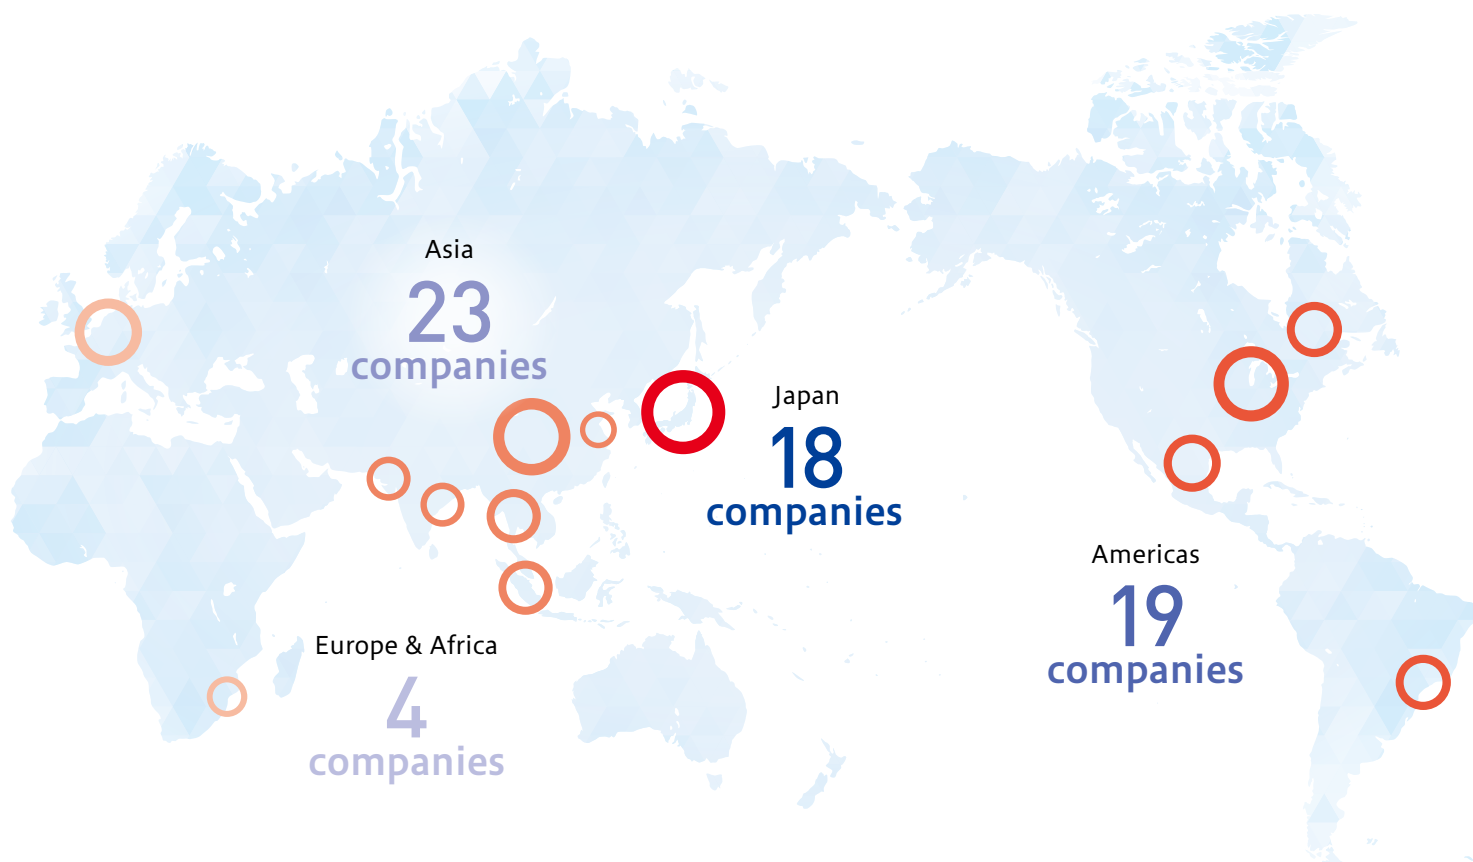 Asia
23
companies
Japan
18
companies
Americas
19
companies
Europe & Africa
4
companies